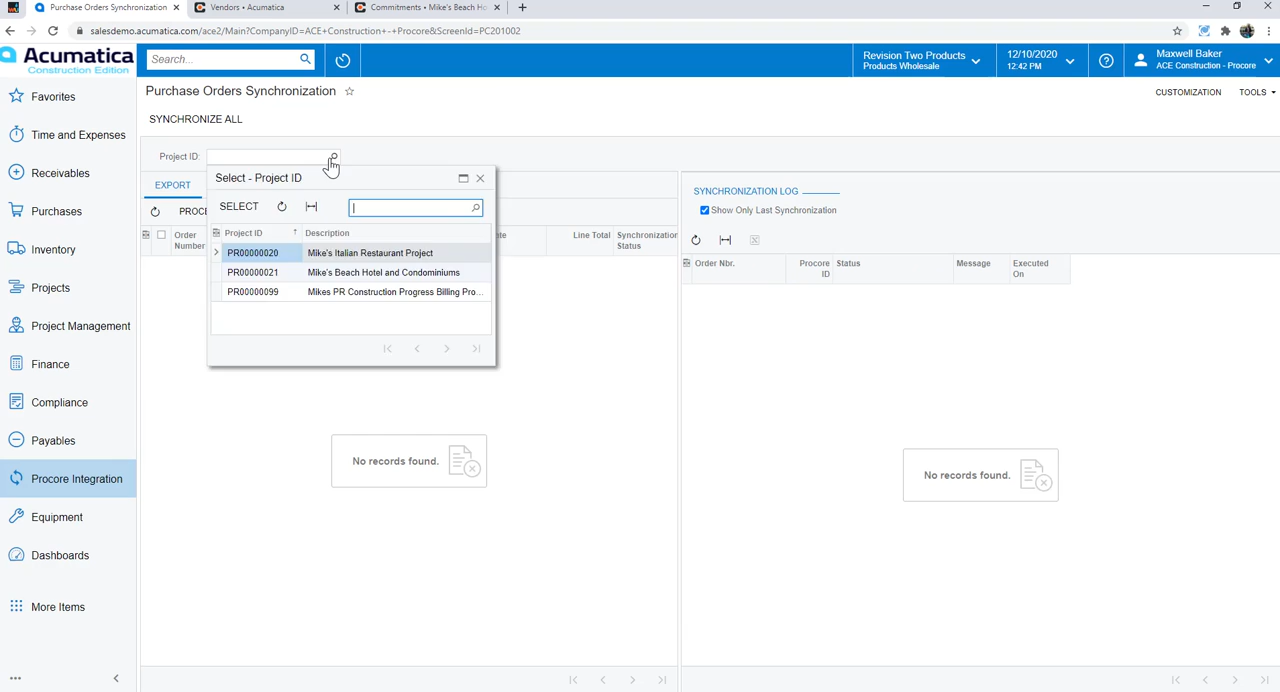 Purchase Orders Synchronization
Vendors • Acumatica
Commitments • Mike's Beach Ho
salesdemo.acumatica.com/ace2/Main?CompanyID=ACE+Construction+-+Procore&ScreenId=PC201002
Acumatica
Construction Edition
Search...
Revision Two Products
Products Wholesale
12/10/2020
12:42 PM
Maxwell Baker
ACE Construction - Procore
Favorites
Time and Expenses
Receivables
Purchases
Inventory
Projects
Project Management
Finance
Compliance
Payables
Procore Integration
Equipment
Dashboards
More Items
Purchase Orders Synchronization
CUSTOMIZATION
TOOLS
SYNCHRONIZE ALL
Project ID:
EXPORT
PROC
Order
Number
te
Line Total
Synchronization
Status
Select - Project ID
SELECT
Project ID
Description
PR00000020
Mike's Italian Restaurant Project
PR00000021
Mike's Beach Hotel and Condominiums
PR00000099
Mikes PR Construction Progress Billing Pro...
No records found.
SYNCHRONIZATION LOG
Show Only Last Synchronization
Order Nbr.
Procore
ID
Status
Message
Executed
On
No records found.